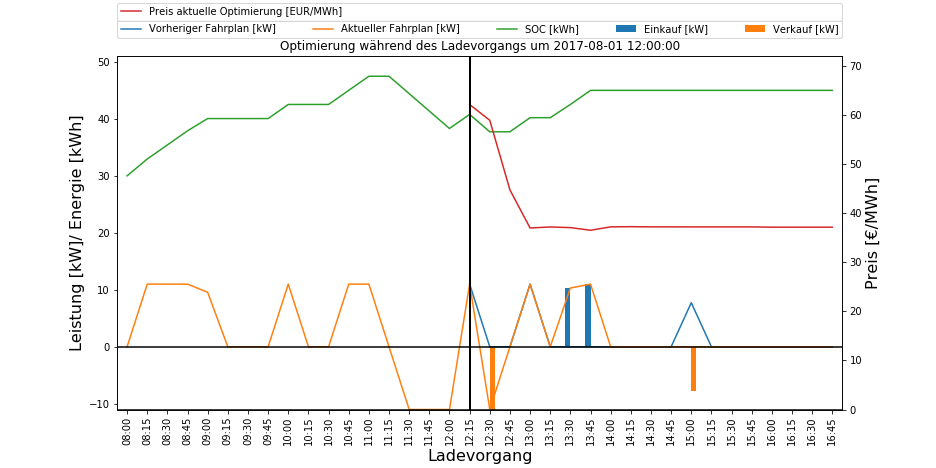 Preis aktuelle Optimierung [EUR/MWh]
Vorheriger Fahrplan [kW] Aktueller Fahrplan [kW] SOC [kWh] Einkauf [kW] Verkauf [kW]
Optimierung während des Ladevorgangs um 2017-08-01 12:00:00
Leistung [kW]/ Energie [kWh]
50
40
30
20
10
0
−10
70
60
50
40
30
20
10
0
Preis [€/MWh]
08:00 08:15 08:30 08:45 09:00 09:15 09:30 09:45 10:00 10:15 10:30 10:45 11:00 11:15 11:30 11:45 12:00 12:15 12:30 12:45 13:00 13:15 13:30 13:45 14:00 14:15 14:30 14:45 15:00 15:15 15:30 15:45 16:00 16:15 16:30 16:45
Ladevorgang